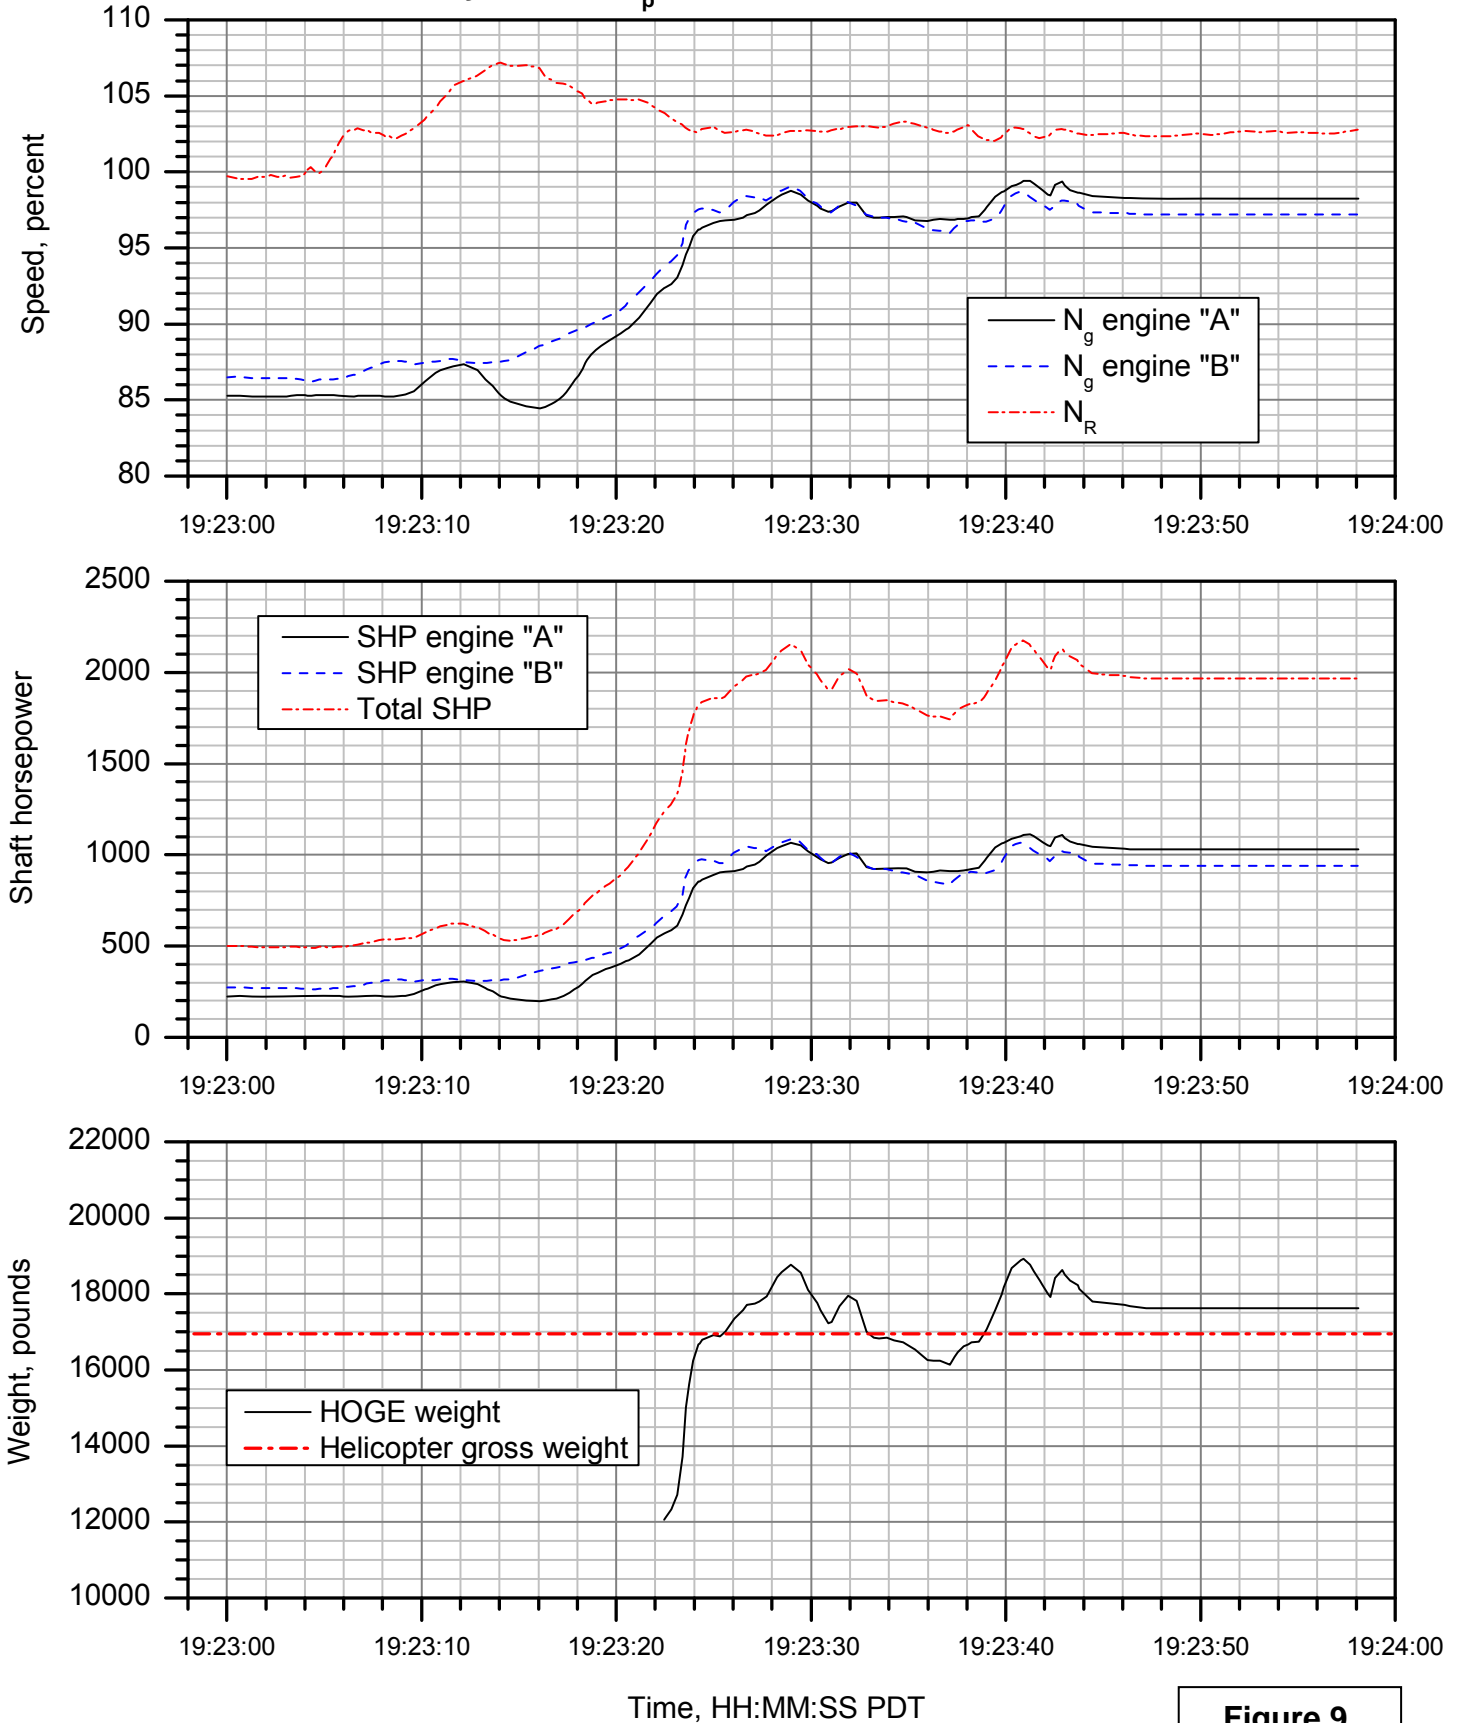 p
110
105
100
95
90
85
80
Speed, percent
N_g engine "A"
N_g engine "B"
N_R
19:23:00 19:23:10 19:23:20 19:23:30 19:23:40 19:23:50 19:24:00
2500
2000
1500
1000
500
0
Shaft horsepower
SHP engine "A"
SHP engine "B"
Total SHP
19:23:00 19:23:10 19:23:20 19:23:30 19:23:40 19:23:50 19:24:00
22000
20000
18000
16000
14000
12000
10000
Weight, pounds
HOGE weight
Helicopter gross weight
19:23:00 19:23:10 19:23:20 19:23:30 19:23:40 19:23:50 19:24:00
Time, HH:MM:SS PDT
Figure 9